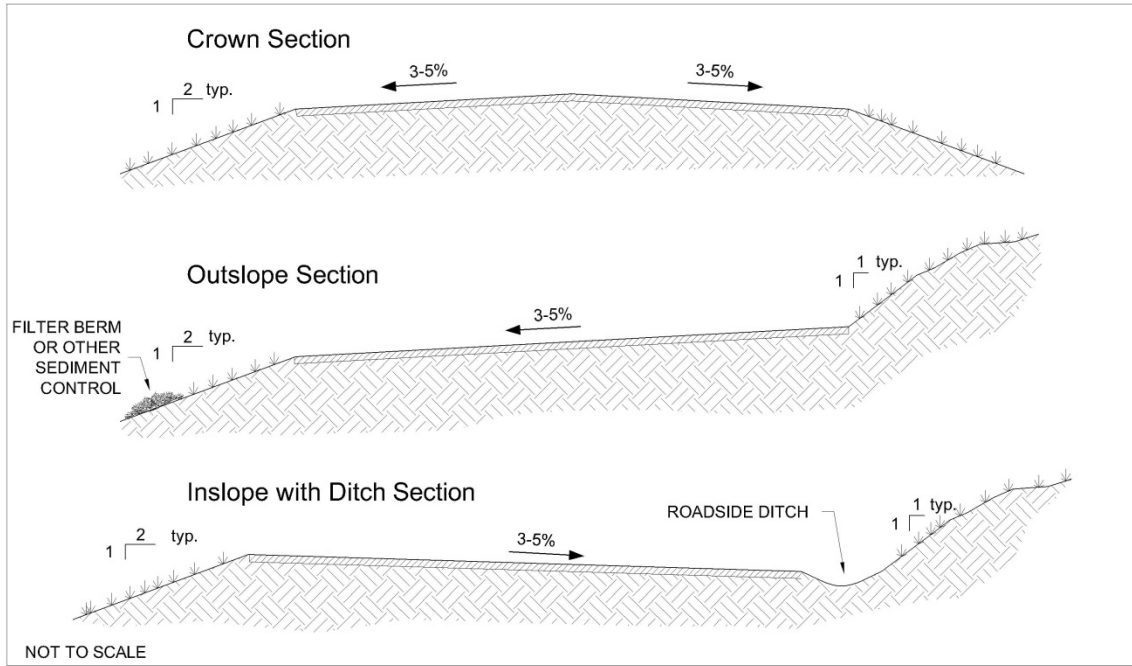 Crown Section
1 2 typ.
3-5%
3-5%
Outslope Section
1 1 typ.
FILTER BERM
OR OTHER
SEDIMENT
CONTROL
1 2 typ.
3-5%
Inslope with Ditch Section
ROADSIDE DITCH
1 1 typ.
1 2 typ.
3-5%
NOT TO SCALE